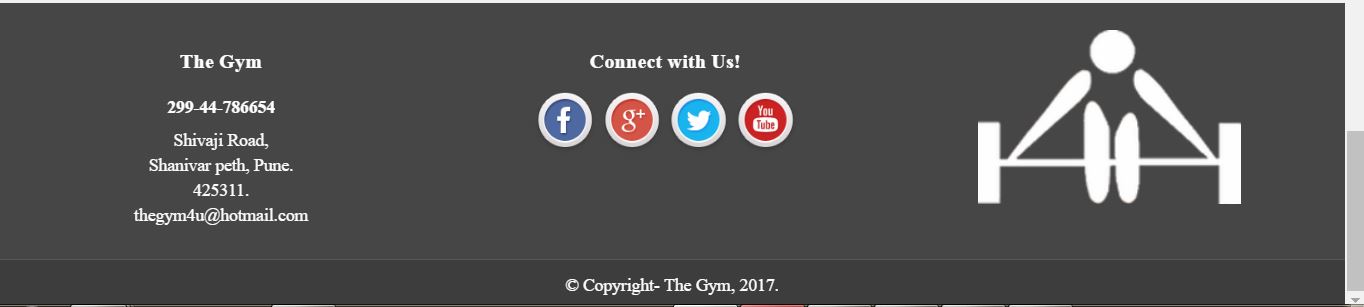 The Gym
299-44-786654
Shivaji Road,
Shanivar peth, Pune.
425311.
thegym4u@hotmail.com
Connect with Us!
f
g+
You
Tube
© Copyright- The Gym, 2017.